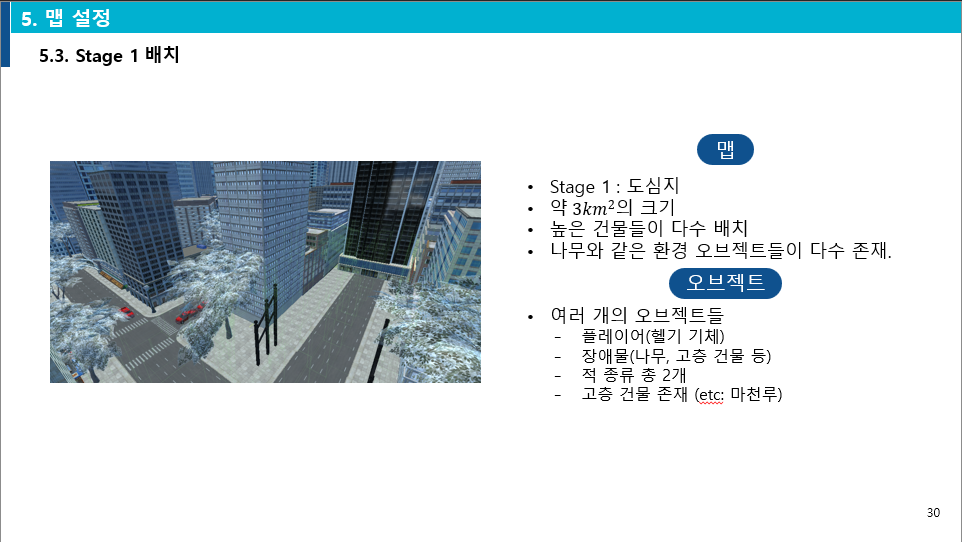 5. 맵 설정
5.3. Stage 1 배치
맵
• Stage 1 : 도심지
• 약 3km²의 크기
• 높은 건물들이 다수 배치
• 나무와 같은 환경 오브젝트들이 다수 존재.
오브젝트
• 여러 개의 오브젝트들
- 플레이어(헬기 기체)
- 장애물(나무, 고층 건물 등)
- 적 종류 총 2개
- 고층 건물 존재 (etc: 마천루)
30